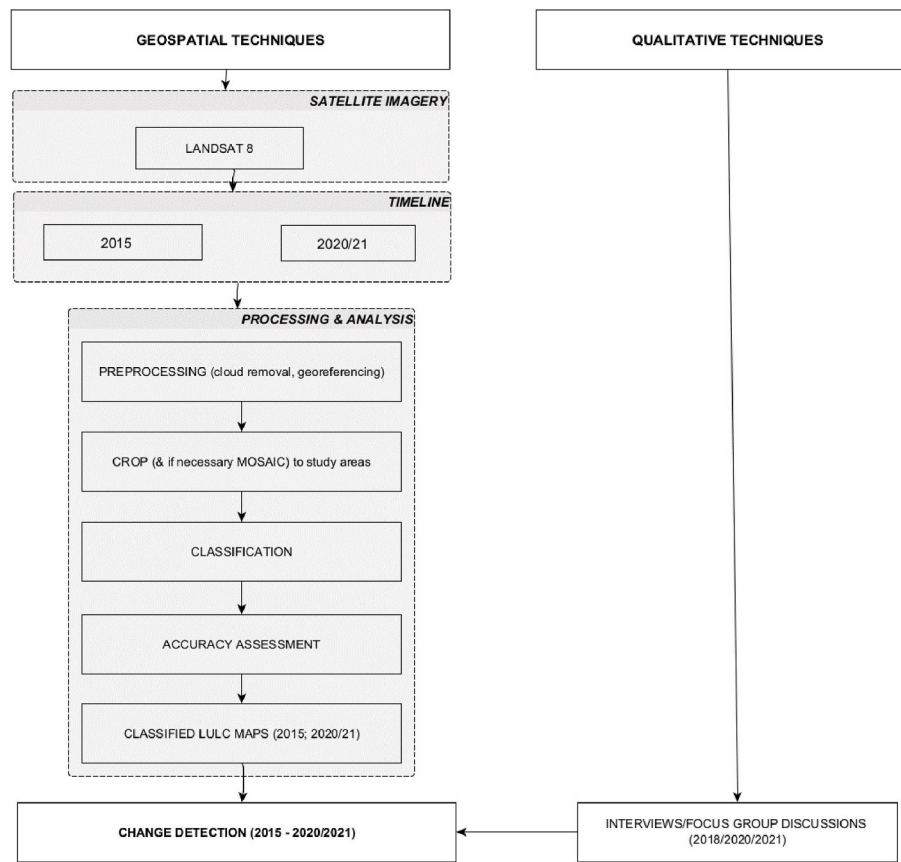 GEOSPATIAL TECHNIQUES
QUALITATIVE TECHNIQUES
SATELLITE IMAGERY
LANDSAT 8
TIMELINE
2015
2020/21
PROCESSING & ANALYSIS
PREPROCESSING (cloud removal, georeferencing)
CROP (& if necessary MOSAIC) to study areas
CLASSIFICATION
ACCURACY ASSESSMENT
CLASSIFIED LULC MAPS (2015; 2020/21)
CHANGE DETECTION (2015 - 2020/2021)
INTERVIEWS/FOCUS GROUP DISCUSSIONS
(2018/2020/2021)